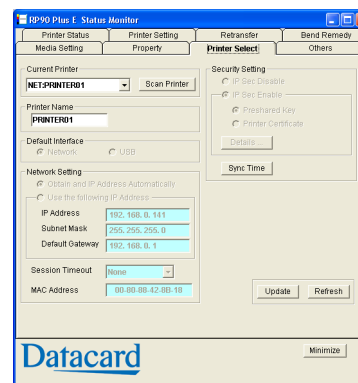 RP90 Plus E Status Monitor
Printer Status Printer Setting Retransfer Bend Remedy
Media Setting Property Printer Select Others
Current Printer
NET:PRINTER01 Scan Printer
Printer Name
PRINTER01
Default Interface
Network USB
Network Setting
Obtain and IP Address Automatically
Use the following IP Address
IP Address 192. 168. 0. 141
Subnet Mask 255. 255. 255. 0
Default Gateway 192. 168. 0. 1
Session Timeout None
MAC Address 00-80-88-42-8B-18
Security Setting
IP Sec Disable
IP Sec Enable
Preshared Key
Printer Certificate
Details ...
Sync Time
Update Refresh
Datacard Minimize